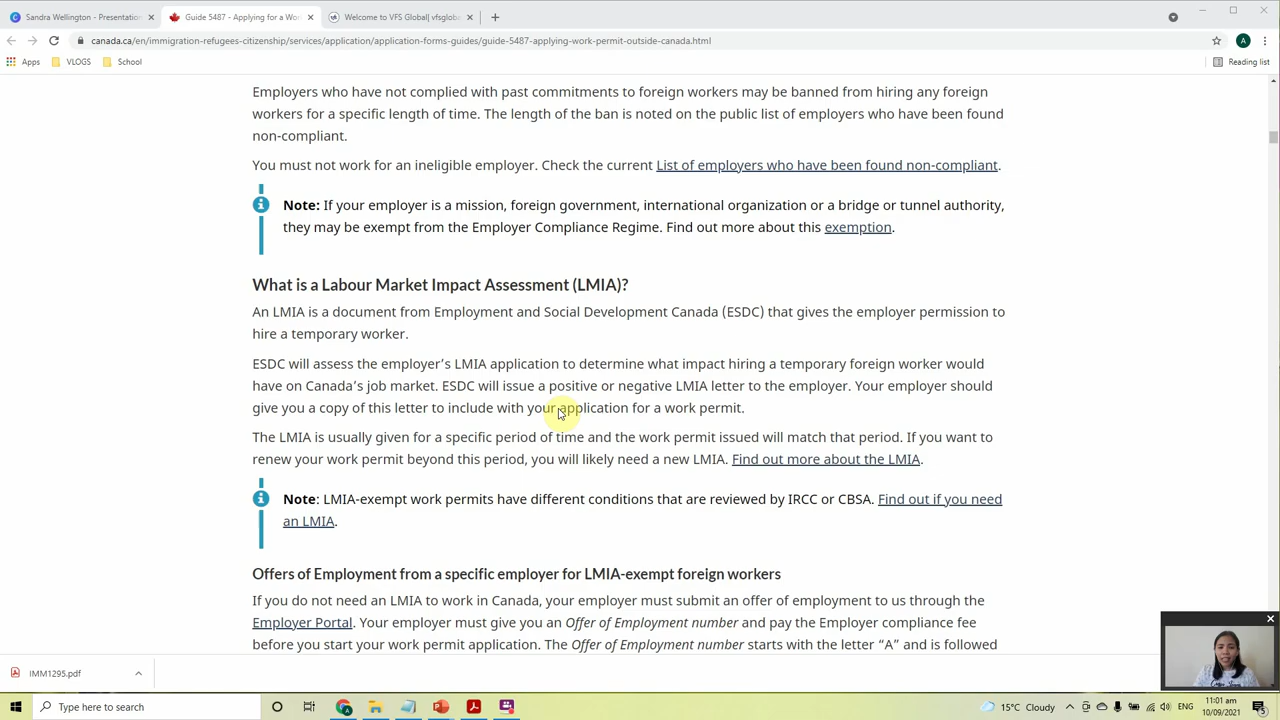 Sandra Wellington - Presentation
Guide 5487 - Applying for a Wor
Welcome to VFS Global| vfsglobe
canada.ca/en/immigration-refugees-citizenship/services/application/application-forms-guides/guide-5487-applying-work-permit-outside-canada.html
A
Apps
VLOGS
School
Reading list
Employers who have not complied with past commitments to foreign workers may be banned from hiring any foreign
workers for a specific length of time. The length of the ban is noted on the public list of employers who have been found
non-compliant.
You must not work for an ineligible employer. Check the current List of employers who have been found non-compliant.
Note: If your employer is a mission, foreign government, international organization or a bridge or tunnel authority,
they may be exempt from the Employer Compliance Regime. Find out more about this exemption.
What is a Labour Market Impact Assessment (LMIA)?
An LMIA is a document from Employment and Social Development Canada (ESDC) that gives the employer permission to
hire a temporary worker.
ESDC will assess the employer's LMIA application to determine what impact hiring a temporary foreign worker would
have on Canada's job market. ESDC will issue a positive or negative LMIA letter to the employer. Your employer should
give you a copy of this letter to include with your application for a work permit.
The LMIA is usually given for a specific period of time and the work permit issued will match that period. If you want to
renew your work permit beyond this period, you will likely need a new LMIA. Find out more about the LMIA.
Note: LMIA-exempt work permits have different conditions that are reviewed by IRCC or CBSA. Find out if you need
an LMIA.
Offers of Employment from a specific employer for LMIA-exempt foreign workers
If you do not need an LMIA to work in Canada, your employer must submit an offer of employment to us through the
Employer Portal. Your employer must give you an Offer of Employment number and pay the Employer compliance fee
before you start your work permit application. The Offer of Employment number starts with the letter “A” and is followed
IMM1295.pdf
Type here to search
15°C Cloudy
ENG
11:01 am
10/09/2021
5